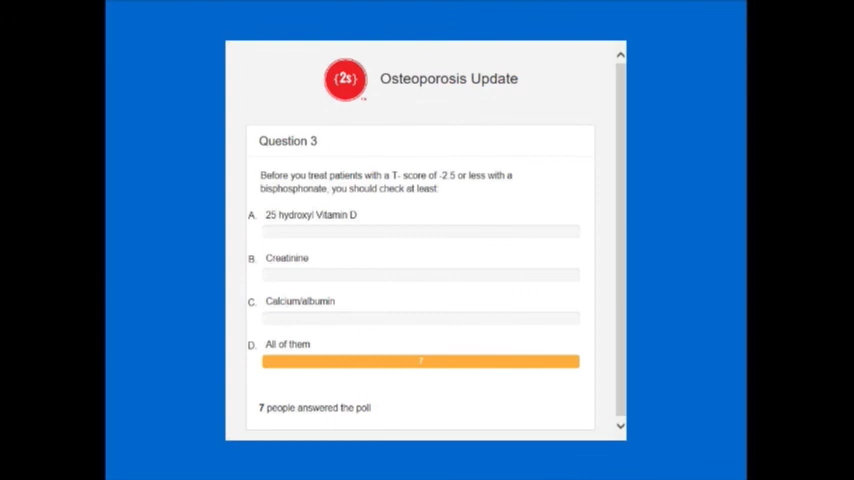 {2s}
Osteoporosis Update
Question 3
Before you treat patients with a T- score of -2.5 or less with a
bisphosphonate, you should check at least:
A. 25 hydroxyl Vitamin D
B. Creatinine
C. Calcium/albumin
D. All of them
7
7 people answered the poll